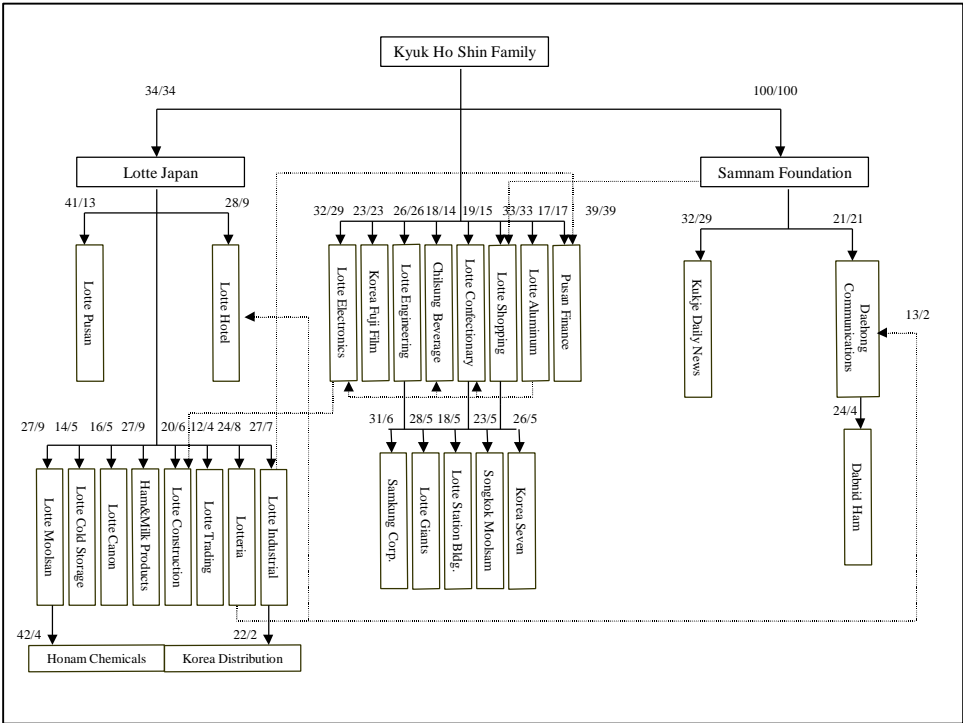 Kyuk Ho Shin Family
34/34
100/100
Lotte Japan
Samnam Foundation
41/13
28/9
32/29
23/23
26/26
18/14
19/15
33/33
17/17
39/39
32/29
21/21
Lotte Pusan
Lotte Hotel
Lotte Electronics
Korea Fuji Film
Lotte Engineering
Chilsung Beverage
Lotte Confectionary
Lotte Shopping
Lotte Aluminum
Pusan Finance
Kukje Daily News
Daehong
Communications
13/2
27/9
14/5
16/5
27/9
20/6
12/4
24/8
27/7
31/6
28/5
18/5
23/5
26/5
24/4
Lotte Moolsan
Lotte Cold Storage
Lotte Canon
Ham&Milk Products
Lotte Construction
Lotte Trading
Lotteria
Lotte Industrial
Samkung Corp.
Lotte Giants
Lotte Station Bldg.
Songkok Moolsam
Korea Seven
Dabnid Ham
42/4
22/2
Honam Chemicals
Korea Distribution